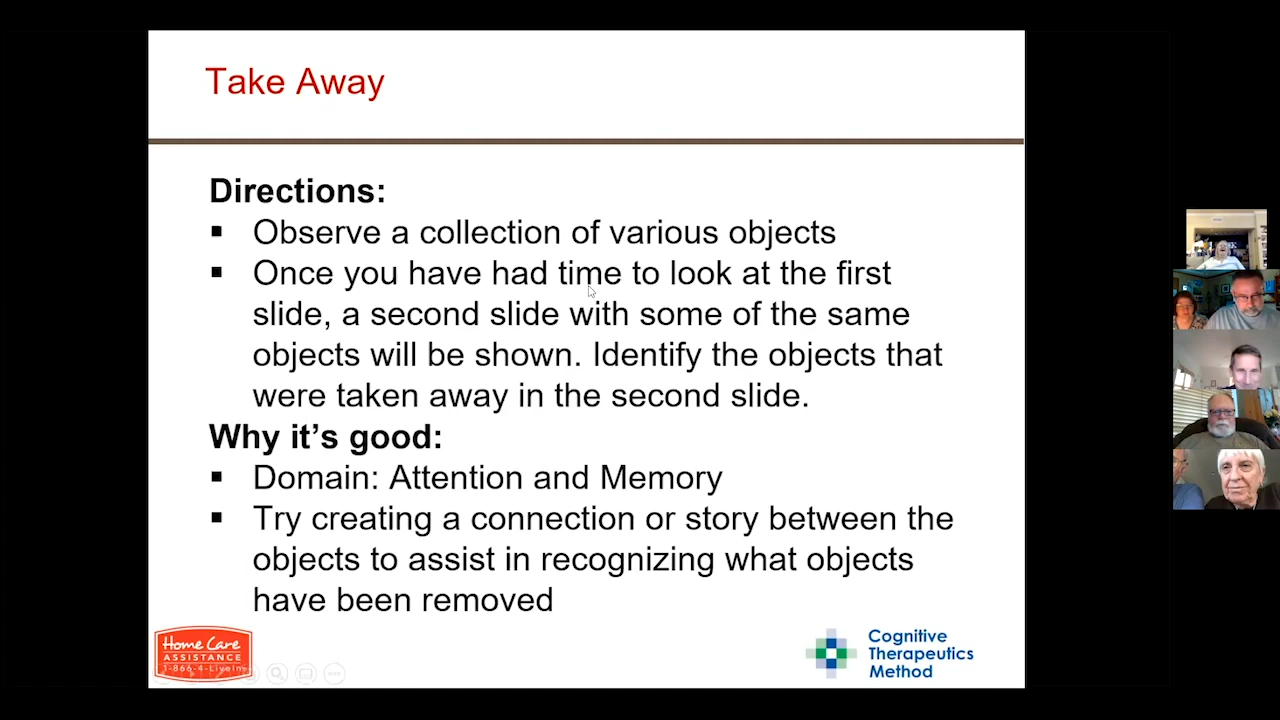 Take Away
Directions:
▪ Observe a collection of various objects
▪ Once you have had time to look at the first
slide, a second slide with some of the same
objects will be shown. Identify the objects that
were taken away in the second slide.
Why it's good:
▪ Domain: Attention and Memory
▪ Try creating a connection or story between the
objects to assist in recognizing what objects
have been removed
Home Care
ASSISTANCE
1-866-4-LiveIn
Cognitive
Therapeutics
Method